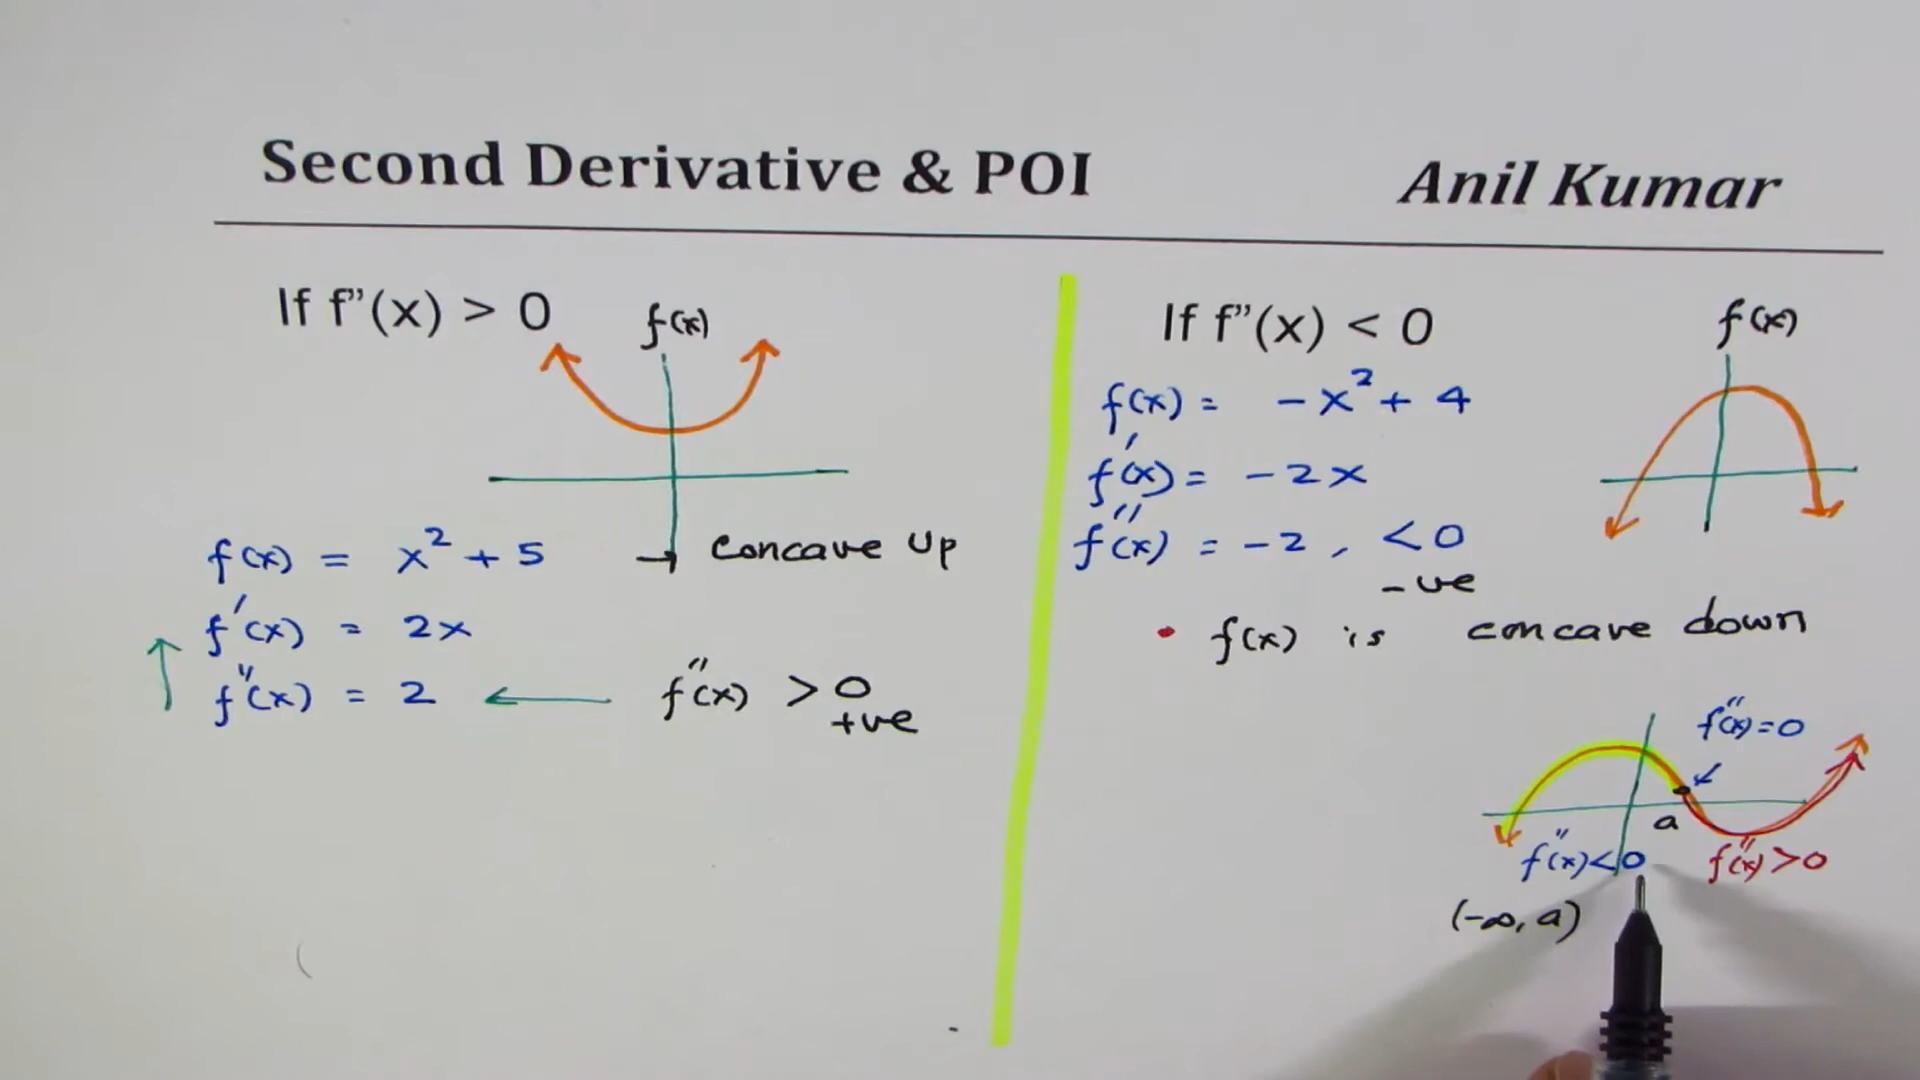 Second Derivative & POI
Anil Kumar
If f"(x) > 0
f(x)
f(x) = x² + 5
→ concave up
f'(x) = 2x
f"(x) = 2 ← f"(x) > 0
+ve
If f"(x) < 0
f(x)
f(x) = -x² + 4
f'(x) = -2x
f"(x) = -2, <0
-ve
• f(x) is concave down
f"(x)=0
a
f"(x)<0
f"(x)>0
(-∞, a)